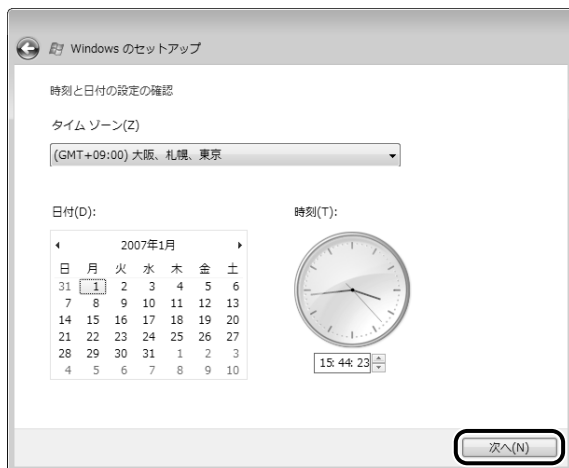 Windows のセットアップ
時刻と日付の設定の確認
タイム ゾーン(Z)
(GMT+09:00) 大阪、札幌、東京
日付(D):
時刻(T):
2007年1月
日 月 火 水 木 金 土
31 1 2 3 4 5 6
7 8 9 10 11 12 13
14 15 16 17 18 19 20
21 22 23 24 25 26 27
28 29 30 31 1 2 3
4 5 6 7 8 9 10
15: 44: 23
次へ(N)